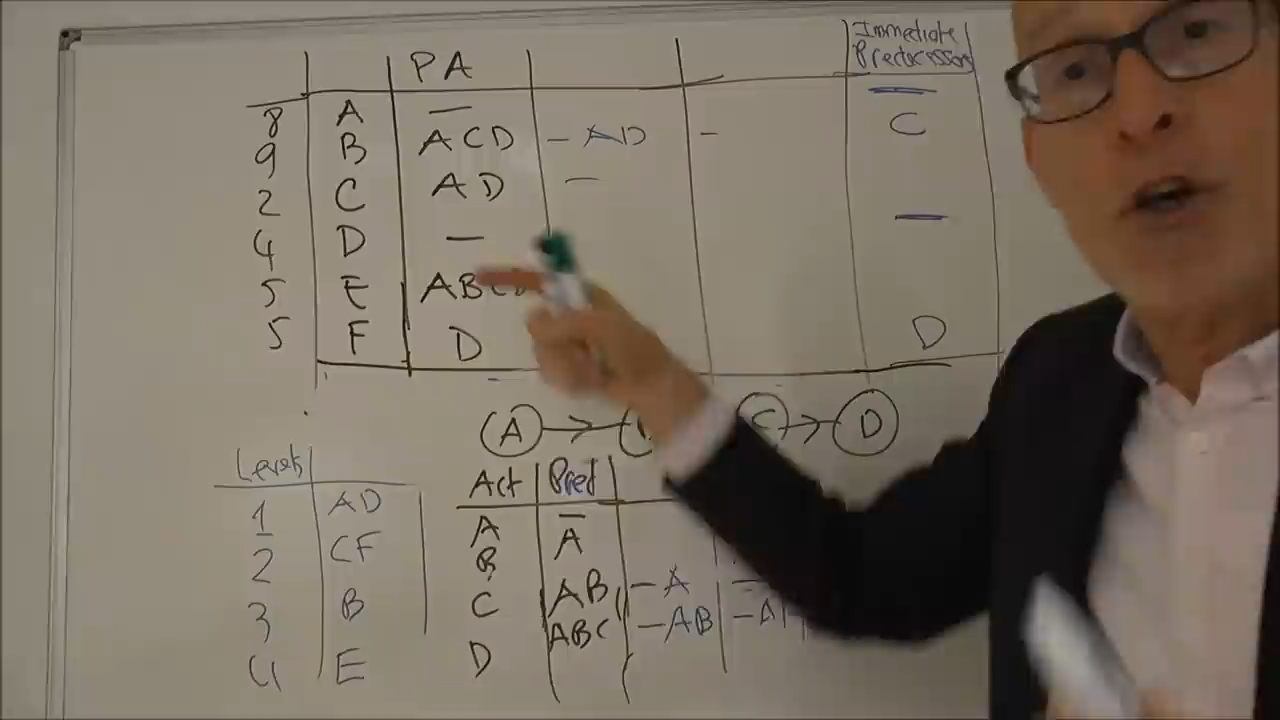 PA
Immediate
Predecessors
8 A — —
9 B ACD - AD - C
2 C AD —
4 D — —
5 E ABCD
5 F D D
A → C → D
Levels
1 AD
2 CF
3 B
4 E
Act Pred
A —
B A
C AB - A —
D ABC - AB